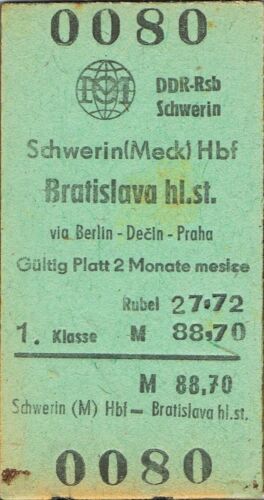 0080
DDR-Rsb
Schwerin
Schwerin(Meck) Hbf
Bratislava hl.st.
via Berlin - Dečin - Praha
Gültig Platt 2 Monate mesice
Rubel 27.72
1. Klasse M 88,70
M 88,70
Schwerin (M) Hbf — Bratislava hl.st.
0080